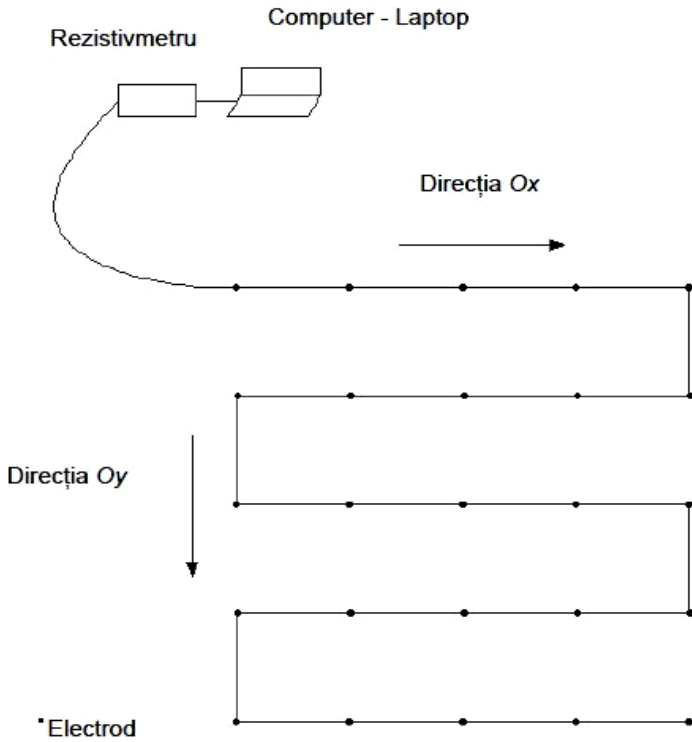 Computer - Laptop
Rezistivmetru
Direcția Ox
Direcția Oy
Electrod